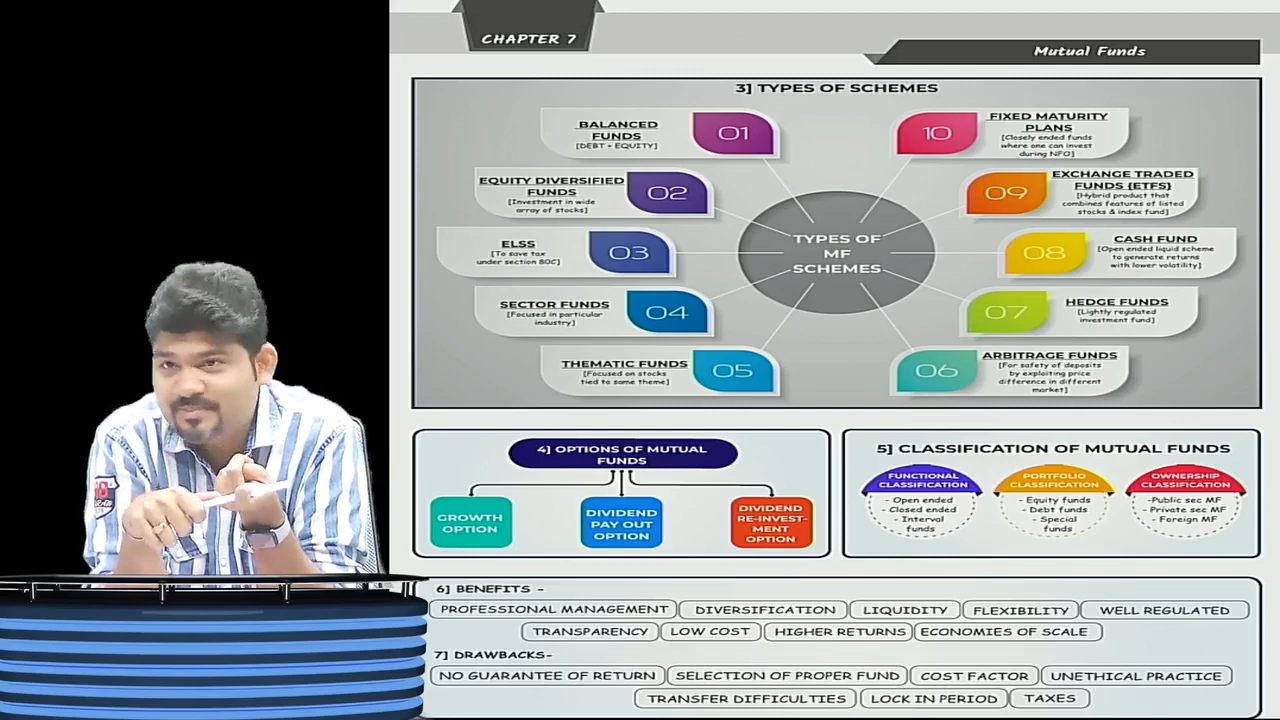 CHAPTER 7
Mutual Funds
3] TYPES OF SCHEMES
BALANCED
FUNDS
[DEBT + EQUITY]
01
EQUITY DIVERSIFIED
FUNDS
[Investment in wide
array of stocks]
02
ELSS
[To save tax
under section 80C]
03
SECTOR FUNDS
[Focused in particular
industry]
04
THEMATIC FUNDS
[Focused on stocks
tied to same theme]
05
TYPES OF
MF
SCHEMES
10
FIXED MATURITY
PLANS
[Closely ended funds
where one can invest
during NFO]
09
EXCHANGE TRADED
FUNDS (ETFS)
[Hybrid product that
combines features of listed
stocks & index fund]
08
CASH FUND
[Open ended liquid scheme
to generate returns
with lower volatility]
07
HEDGE FUNDS
[Lightly regulated
investment fund]
06
ARBITRAGE FUNDS
[For safety of deposits
by exploiting price
difference in different
market]
4] OPTIONS OF MUTUAL
FUNDS
GROWTH
OPTION
DIVIDEND
PAY OUT
OPTION
DIVIDEND
RE-INVEST-
MENT
OPTION
5] CLASSIFICATION OF MUTUAL FUNDS
FUNCTIONAL
CLASSIFICATION
- Open ended
- Closed ended
- Interval
funds
PORTFOLIO
CLASSIFICATION
- Equity funds
- Debt funds
- Special
funds
OWNERSHIP
CLASSIFICATION
-Public sec MF
- Private sec MF
- Foreign MF
6] BENEFITS -
PROFESSIONAL MANAGEMENT DIVERSIFICATION LIQUIDITY FLEXIBILITY WELL REGULATED
TRANSPARENCY LOW COST HIGHER RETURNS ECONOMIES OF SCALE
7] DRAWBACKS-
NO GUARANTEE OF RETURN SELECTION OF PROPER FUND COST FACTOR UNETHICAL PRACTICE
TRANSFER DIFFICULTIES LOCK IN PERIOD TAXES